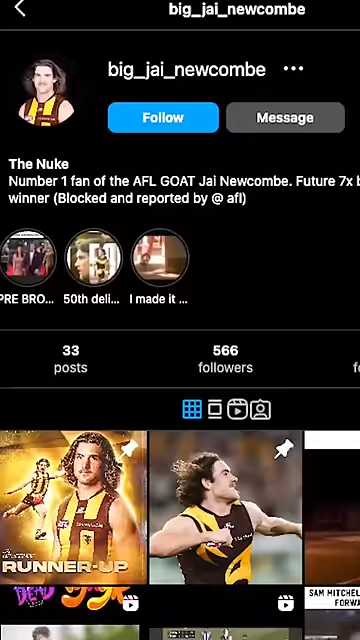 big_jai_newcombe
big_jai_newcombe
Follow
Message
The Nuke
Number 1 fan of the AFL GOAT Jai Newcombe. Future 7x b
winner (Blocked and reported by @ afl)
PRE BRO...
50th deli...
I made it ...
33
566
posts
followers
RUNNER-UP
SAM MITCHEL
FORWA